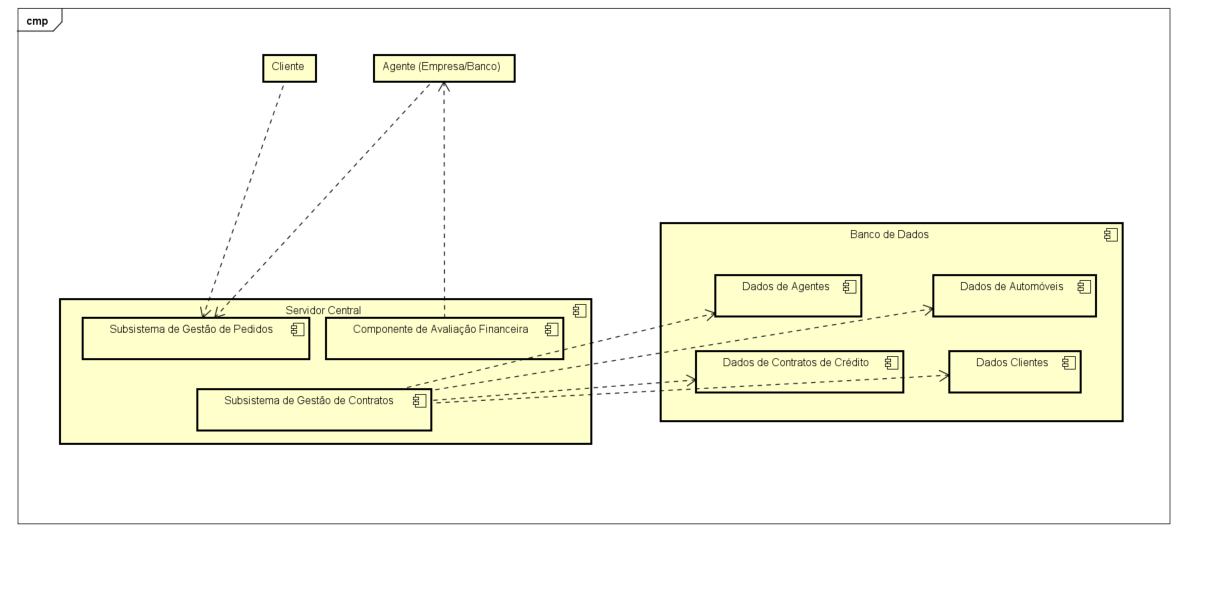 cmp
Cliente
Agente (Empresa/Banco)
Banco de Dados
Dados de Agentes
Dados de Automóveis
Servidor Central
Subsistema de Gestão de Pedidos
Componente de Avaliação Financeira
Dados de Contratos de Crédito
Dados Clientes
Subsistema de Gestão de Contratos